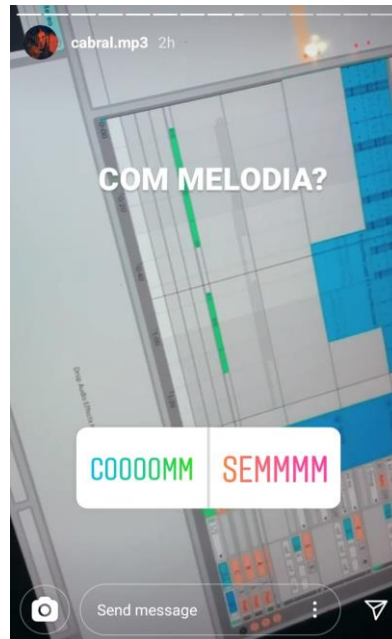 cabral.mp3 2h
COM MELODIA?
COOOOMM SEMMMM
Send message